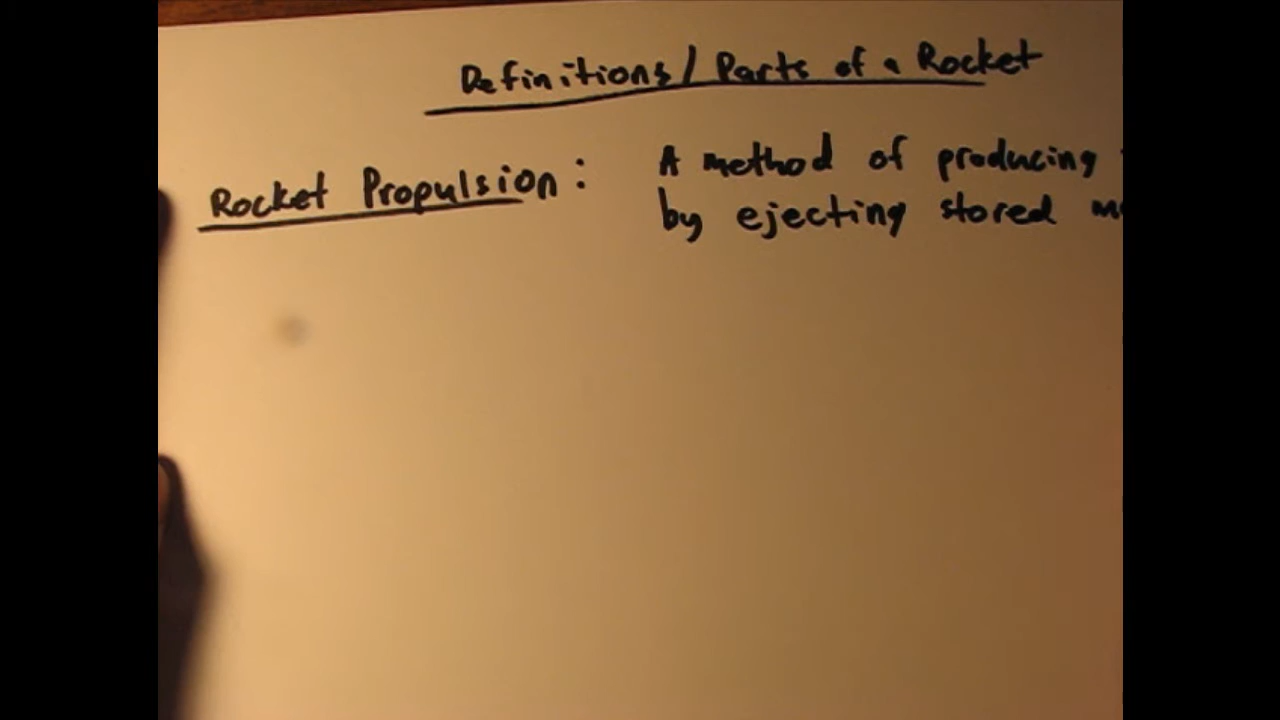 Definitions / Parts of a Rocket
Rocket Propulsion: A method of producing
by ejecting stored